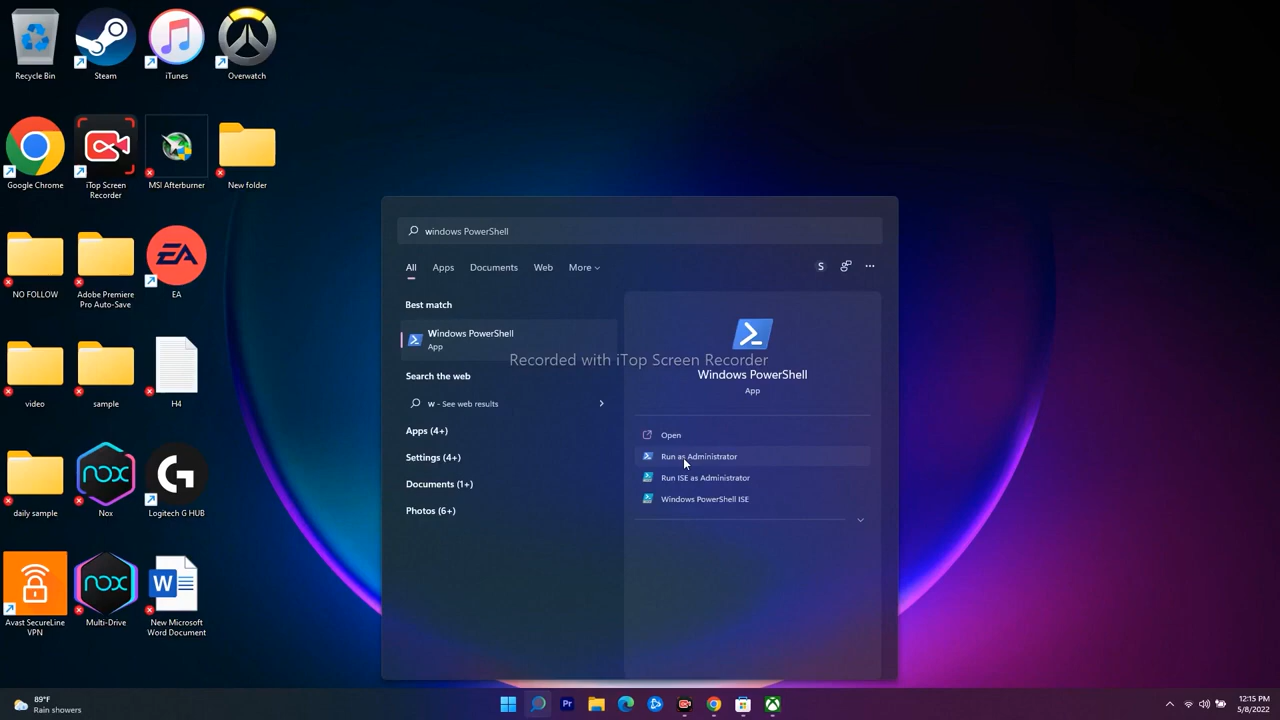 Recycle Bin
Steam
iTunes
Overwatch
Google Chrome
iTop Screen
Recorder
MSI Afterburner
New folder
NO FOLLOW
Adobe Premiere
Pro Auto-Save
EA
EA
video
sample
H4
daily sample
nox
Nox
Logitech G HUB
Avast SecureLine
VPN
nox
Multi-Drive
W
New Microsoft
Word Document
windows PowerShell
All
Apps
Documents
Web
More
S
Best match
Windows PowerShell
App
Search the web
w - See web results
Apps (4+)
Settings (4+)
Documents (1+)
Photos (6+)
Recorded with iTop Screen Recorder
Windows PowerShell
App
Open
Run as Administrator
Run ISE as Administrator
Windows PowerShell ISE
89°F
Rain showers
Pr
12:15 PM
5/8/2022